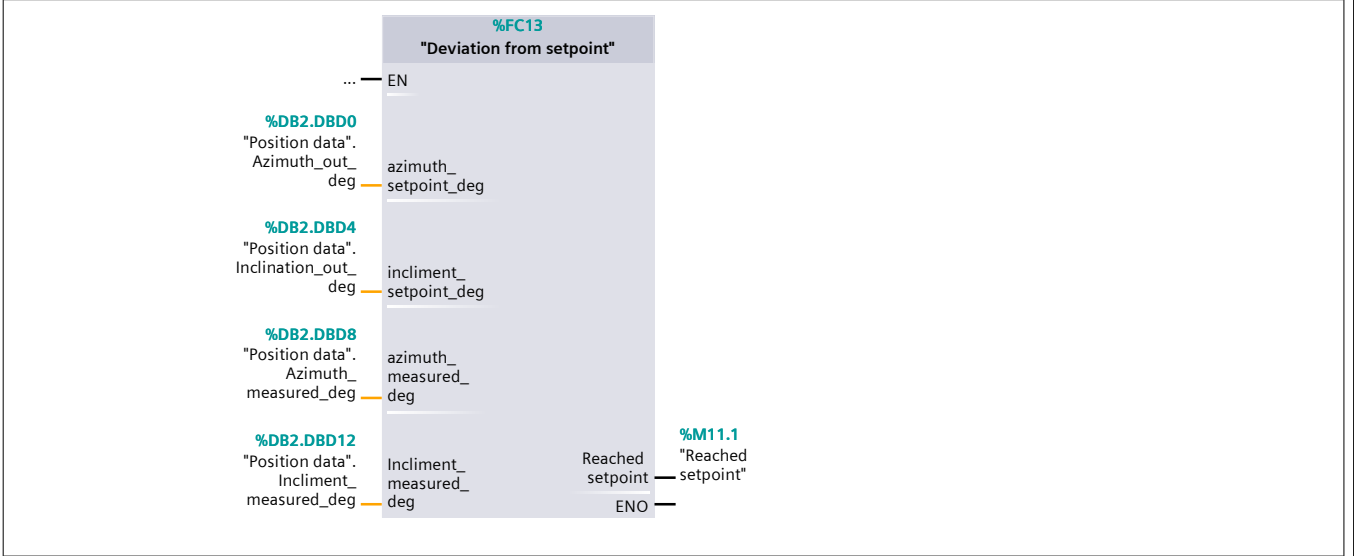 %FC13
"Deviation from setpoint"
... EN
%DB2.DBD0
"Position data".
Azimuth_out_
deg
azimuth_
setpoint_deg
%DB2.DBD4
"Position data".
Inclination_out_
deg
incliment_
setpoint_deg
%DB2.DBD8
"Position data".
Azimuth_
measured_deg
azimuth_
measured_
deg
%DB2.DBD12
"Position data".
Incliment_
measured_deg
Incliment_
measured_
deg
Reached
setpoint
%M11.1
"Reached
setpoint"
ENO